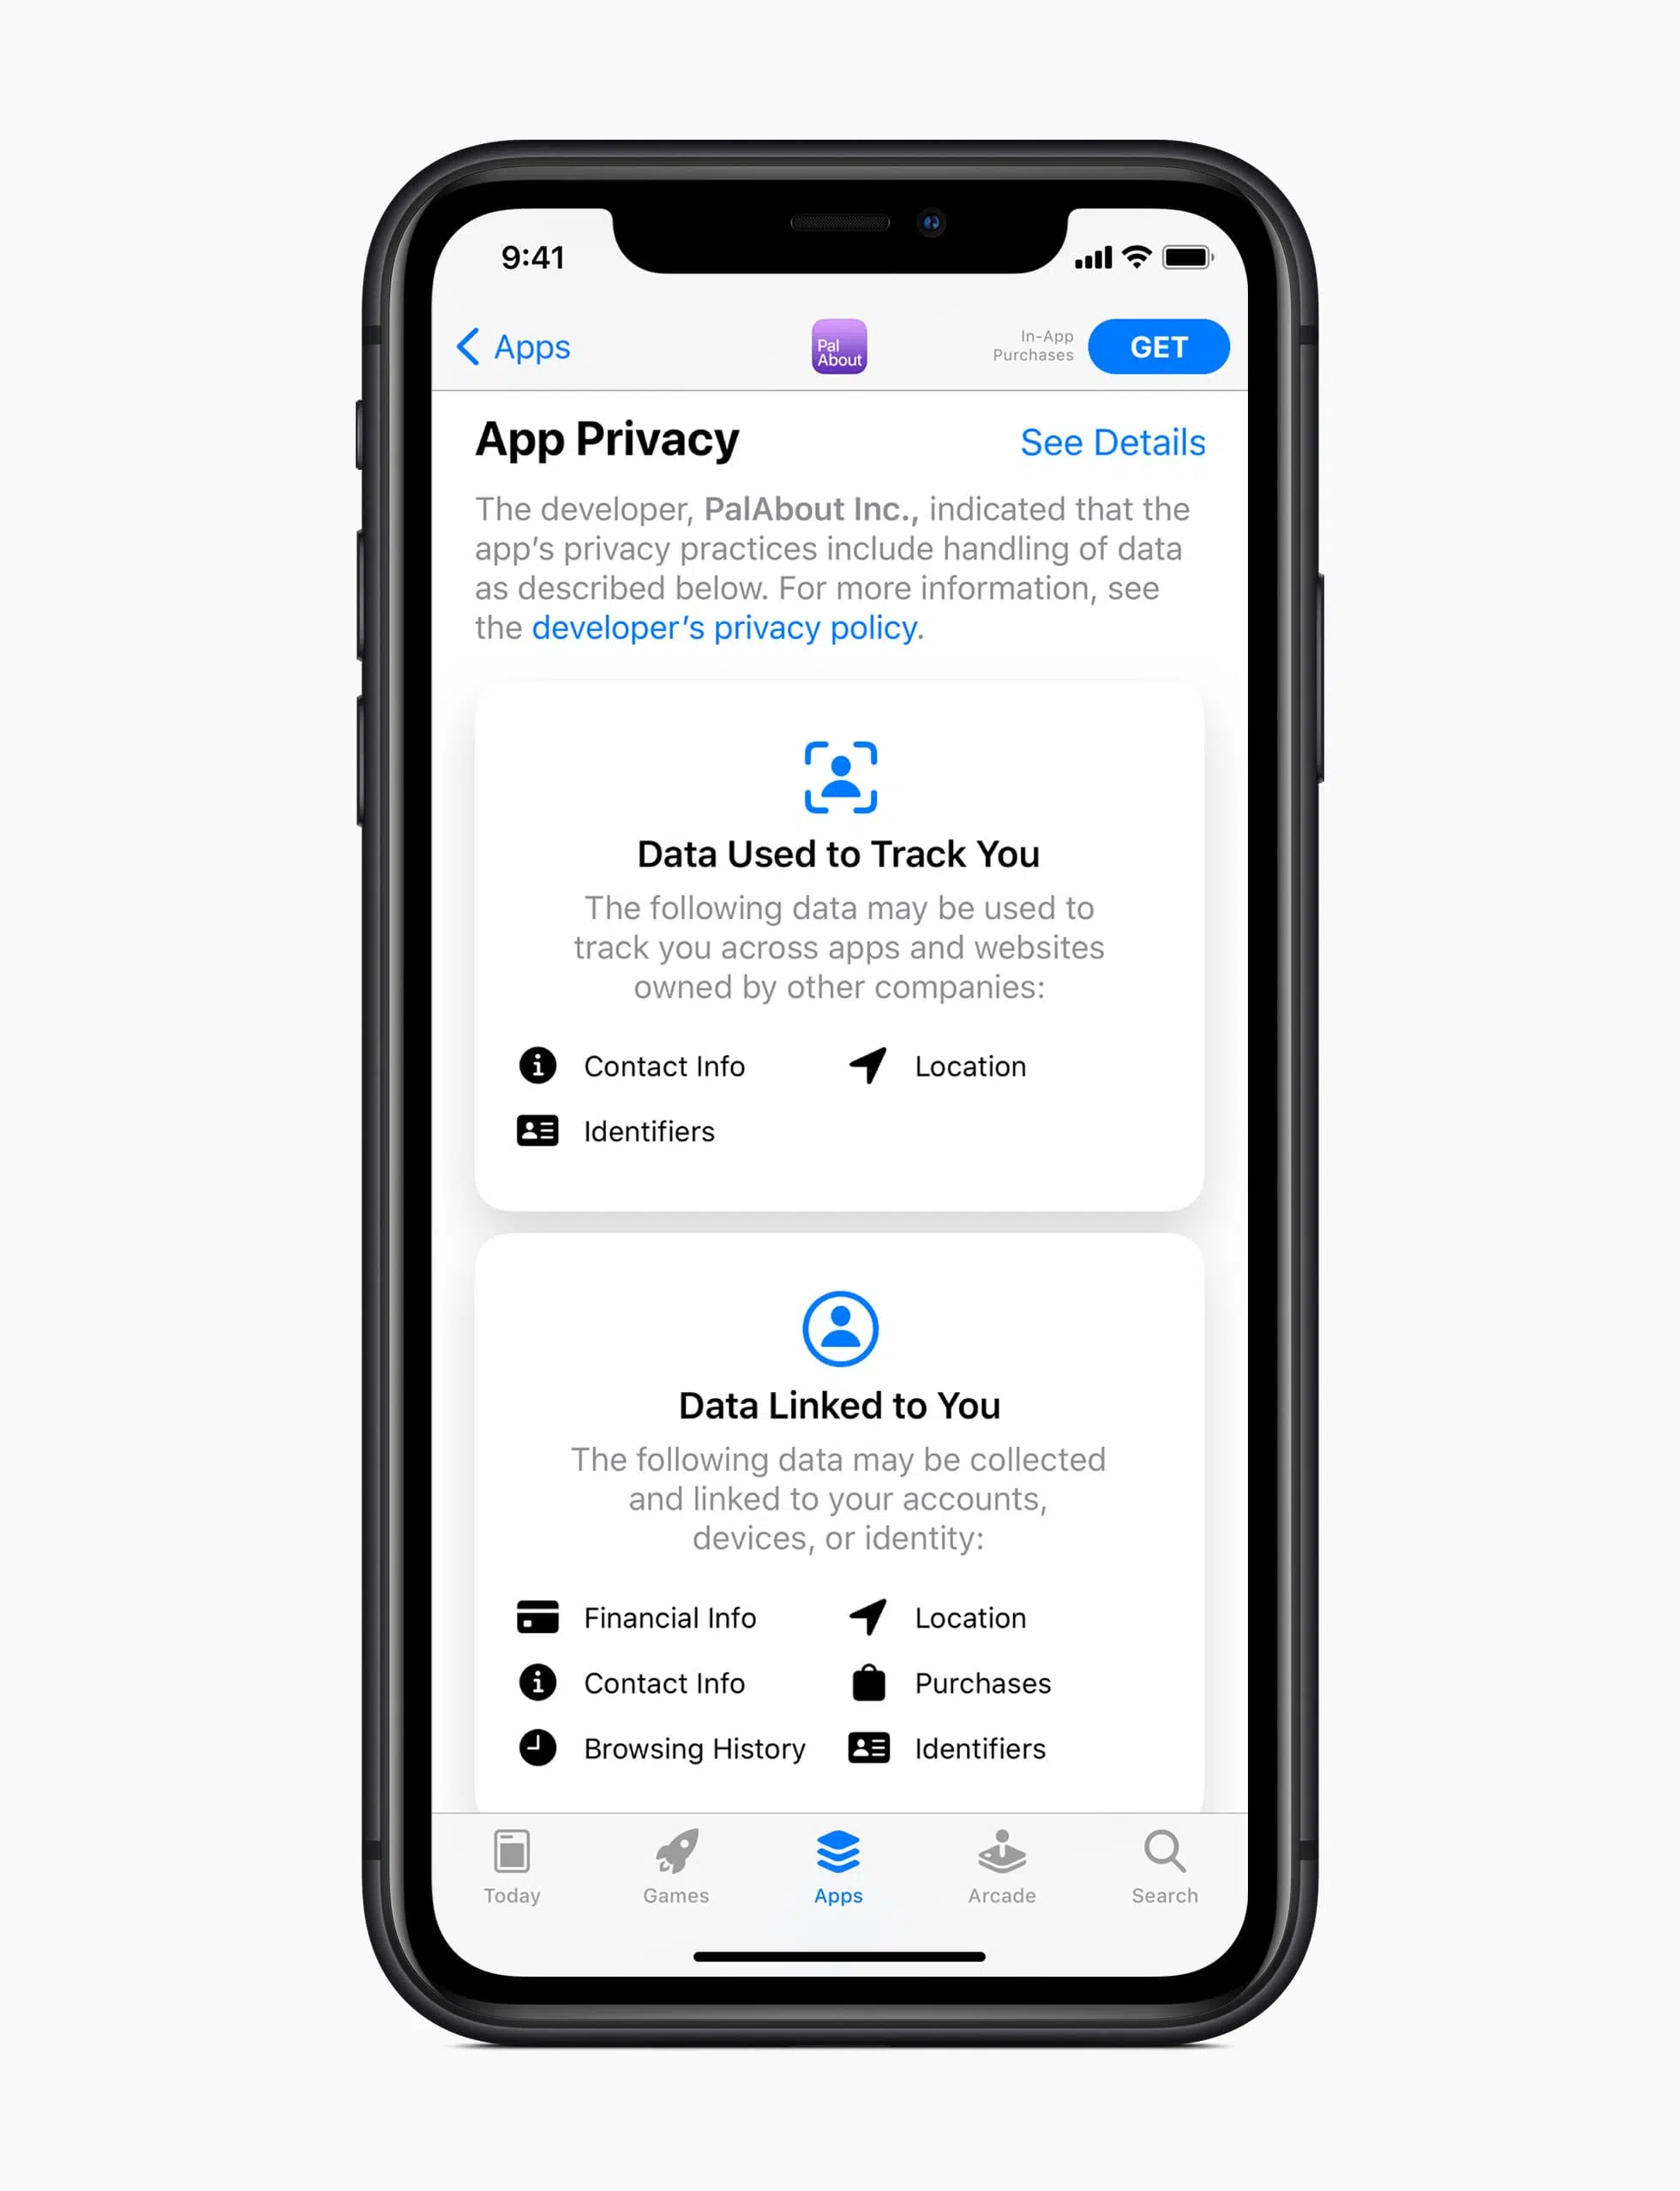 9:41
Apps
Pal
About
In-App
Purchases
GET
App Privacy
See Details
The developer, PalAbout Inc., indicated that the
app’s privacy practices include handling of data
as described below. For more information, see
the developer’s privacy policy.
Data Used to Track You
The following data may be used to
track you across apps and websites
owned by other companies:
Contact Info
Location
Identifiers
Data Linked to You
The following data may be collected
and linked to your accounts,
devices, or identity:
Financial Info
Location
Contact Info
Purchases
Browsing History
Identifiers
Today
Games
Apps
Arcade
Search